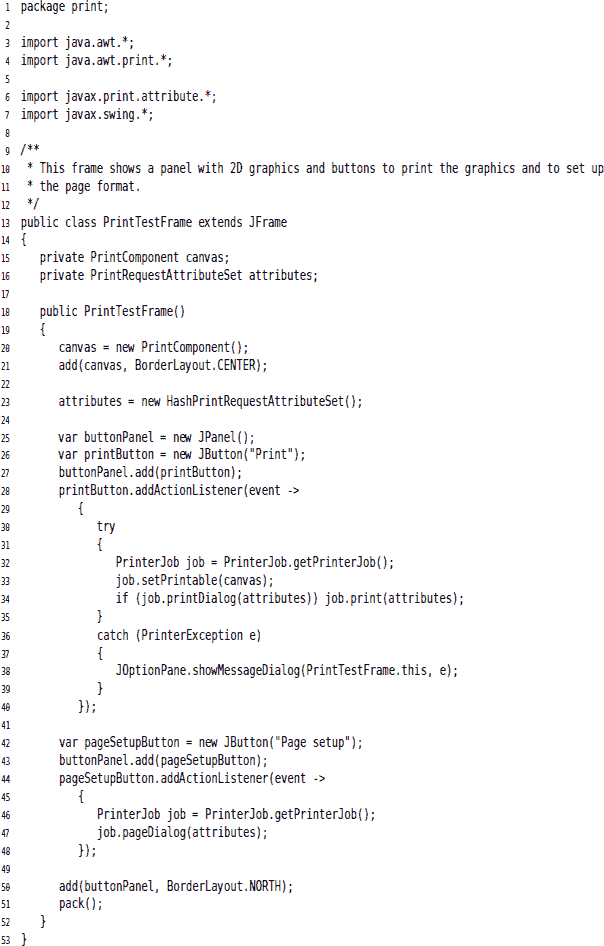 1 package print;
2
3 import java.awt.*;
4 import java.awt.print.*;
5
6 import javax.print.attribute.*;
7 import javax.swing.*;
8
9 /**
10  * This frame shows a panel with 2D graphics and buttons to print the graphics and to set up
11  * the page format.
12  */
13 public class PrintTestFrame extends JFrame
14 {
15    private PrintComponent canvas;
16    private PrintRequestAttributeSet attributes;
17
18    public PrintTestFrame()
19    {
20       canvas = new PrintComponent();
21       add(canvas, BorderLayout.CENTER);
22
23       attributes = new HashPrintRequestAttributeSet();
24
25       var buttonPanel = new JPanel();
26       var printButton = new JButton("Print");
27       buttonPanel.add(printButton);
28       printButton.addActionListener(event ->
29          {
30             try
31             {
32                PrinterJob job = PrinterJob.getPrinterJob();
33                job.setPrintable(canvas);
34                if (job.printDialog(attributes)) job.print(attributes);
35             }
36             catch (PrinterException e)
37             {
38                JOptionPane.showMessageDialog(PrintTestFrame.this, e);
39             }
40          });
41
42       var pageSetupButton = new JButton("Page setup");
43       buttonPanel.add(pageSetupButton);
44       pageSetupButton.addActionListener(event ->
45          {
46             PrinterJob job = PrinterJob.getPrinterJob();
47             job.pageDialog(attributes);
48          });
49
50       add(buttonPanel, BorderLayout.NORTH);
51       pack();
52    }
53 }